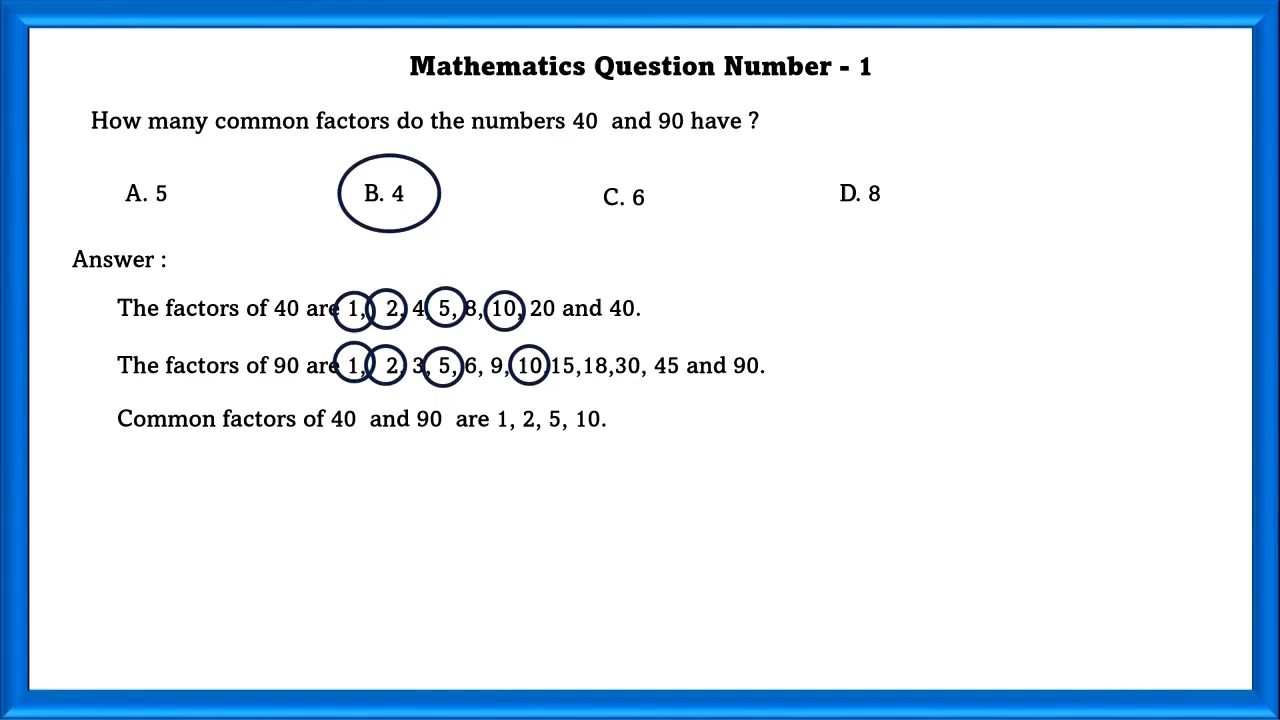 Mathematics Question Number - 1
How many common factors do the numbers 40 and 90 have ?
A. 5 B. 4 C. 6 D. 8
Answer :
The factors of 40 are 1, 2, 4, 5, 8, 10, 20 and 40.
The factors of 90 are 1, 2, 3, 5, 6, 9, 10 15,18,30, 45 and 90.
Common factors of 40 and 90 are 1, 2, 5, 10.